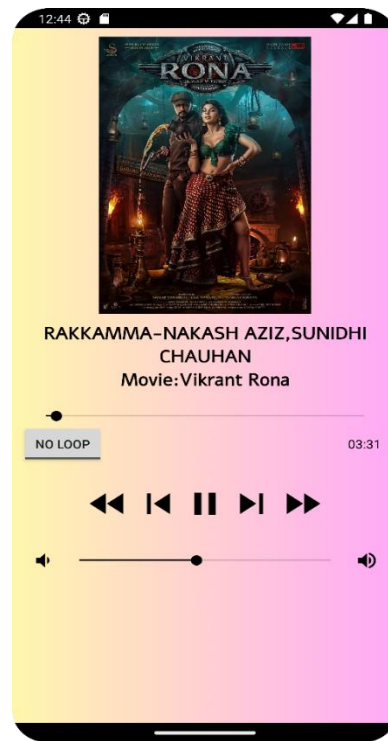 12:44
VIKRANT
RONA
RAKKAMMA-NAKASH AZIZ,SUNIDHI
CHAUHAN
Movie:Vikrant Rona
NO LOOP
03:31